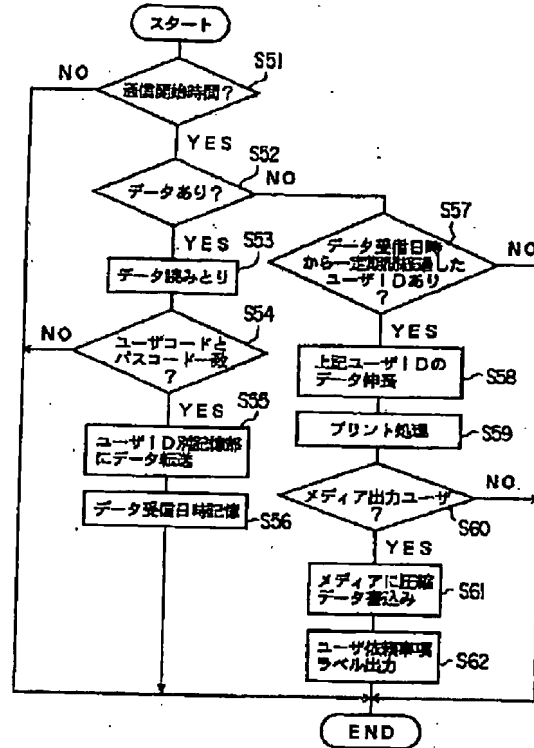 スタート
S51
NO
通信開始時間?
YES
S52
データあり?
NO
YES
S53
データ読みとり
S54
NO
ユーザコードと
パスコード一致
?
YES
S55
ユーザID別記憶部
にデータ転送
データ受信日時記憶
S56
S57
データ受信日時
から一定期間経過した
ユーザIDあり
?
NO
YES
上記ユーザIDの
データ伸長
S58
プリント処理
S59
メディア出力ユーザ
?
NO
S60
YES
メディアに圧縮
データ書込み
S61
ユーザ依頼事項
ラベル出力
S62
END